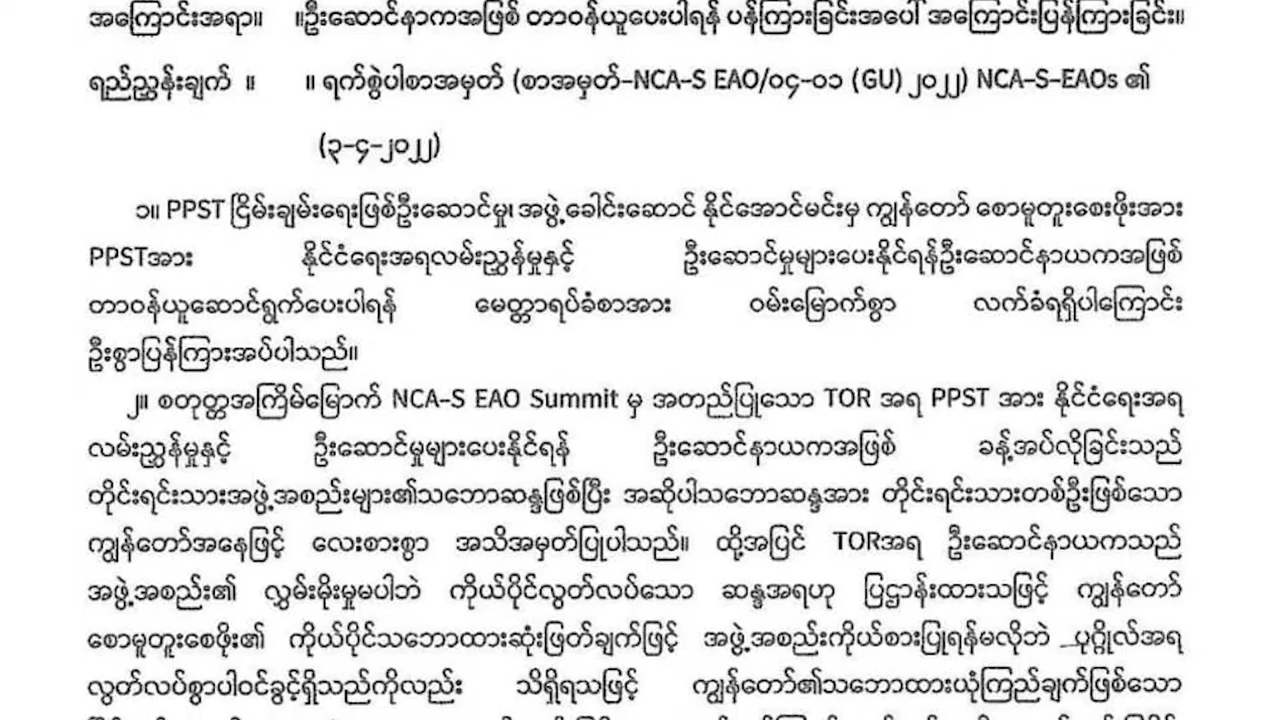 အကြောင်းအရာ။ ။ဦးဆောင်နာကအဖြစ် တာဝန်ယူပေးပါရန် ပန်ကြားခြင်းအပေါ် အကြောင်းပြန်ကြားခြင်း။
ရည်ညွှန်းချက် ။ ။ ရက်စွဲပါစာအမှတ် (စာအမှတ်–NCA–S EAO/၀၄–၀၁ (GU) ၂၀၂၂) NCA–S–EAOs ၏
(၃–၄–၂၀၂၂)
၁။ PPST ငြိမ်းချမ်းရေးဖြစ်ဦးဆောင်မှု၊ အဖွဲ့ခေါင်းဆောင် နိုင်အောင်မင်းမှ ကျွန်တော် စောမူတူးစေးဖိုးအား
PPSTအား နိုင်ငံရေးအရလမ်းညွှန်မှုနှင့် ဦးဆောင်မှုများပေးနိုင်ရန်ဦးဆောင်နာယကအဖြစ်
တာဝန်ယူဆောင်ရွက်ပေးပါရန် မေတ္တာရပ်ခံစာအား ဝမ်းမြောက်စွာ လက်ခံရရှိပါကြောင်း
ဦးစွာပြန်ကြားအပ်ပါသည်။
၂။ စတုတ္တအကြိမ်မြောက် NCA–S EAO Summit မှ အတည်ပြုသော TOR အရ PPST အား နိုင်ငံရေးအရ
လမ်းညွှန်မှုနှင့် ဦးဆောင်မှုများပေးနိုင်ရန် ဦးဆောင်နာယကအဖြစ် ခန့်အပ်လိုခြင်းသည်
တိုင်းရင်းသားအဖွဲ့အစည်းများ၏သဘောဆန္ဒဖြစ်ပြီး အဆိုပါသဘောဆန္ဒအား တိုင်းရင်းသားတစ်ဦးဖြစ်သော
ကျွန်တော်အနေဖြင့် လေးစားစွာ အသိအမှတ်ပြုပါသည်။ ထို့အပြင် TORအရ ဦးဆောင်နာယကသည်
အဖွဲ့အစည်း၏ လွှမ်းမိုးမှုမပါဘဲ ကိုယ်ပိုင်လွတ်လပ်သော ဆန္ဒအရဟု ပြဌာန်းထားသဖြင့် ကျွန်တော်
စောမူတူးစေဖိုး၏ ကိုယ်ပိုင်သဘောထားဆုံးဖြတ်ချက်ဖြင့် အဖွဲ့အစည်းကိုယ်စားပြုရန်မလိုဘဲ ပုဂ္ဂိုလ်အရ
လွတ်လပ်စွာပါဝင်ခွင့်ရှိသည်ကိုလည်း သိရှိရသဖြင့် ကျွန်တော်၏သဘောထားယုံကြည်ချက်ဖြစ်သော